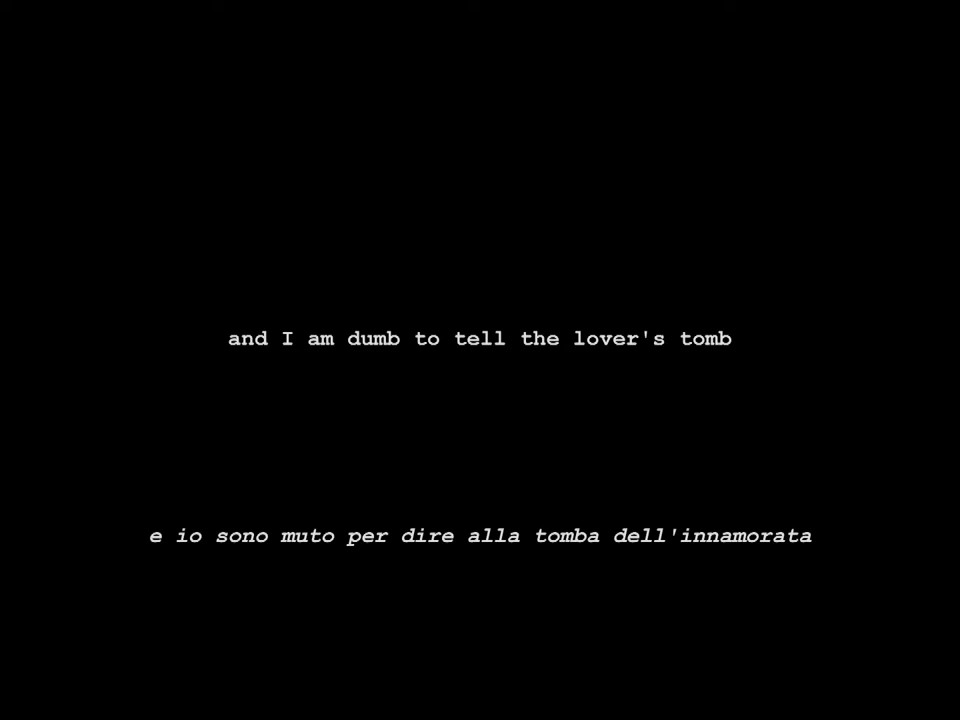 and I am dumb to tell the lover's tomb
e io sono muto per dire alla tomba dell'innamorata